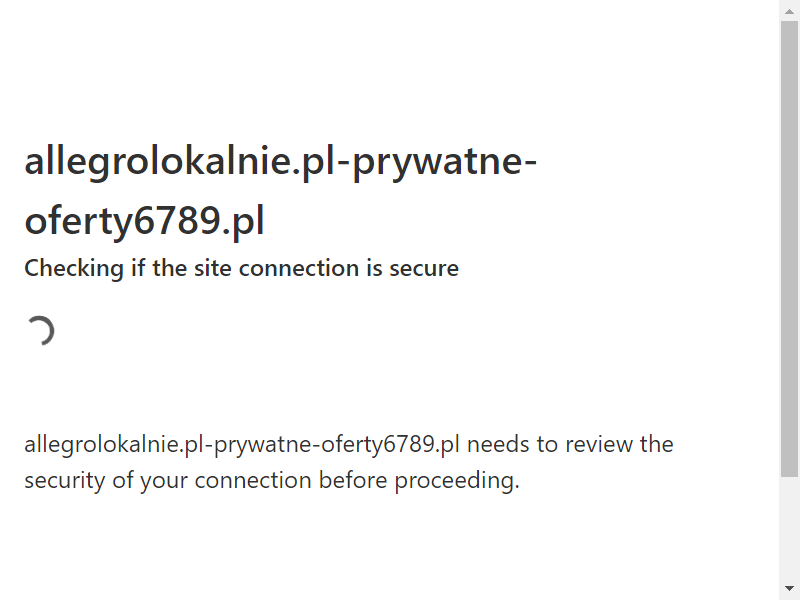 allegrolokalnie.pl-prywatne-
oferty6789.pl
Checking if the site connection is secure
allegrolokalnie.pl-prywatne-oferty6789.pl needs to review the
security of your connection before proceeding.